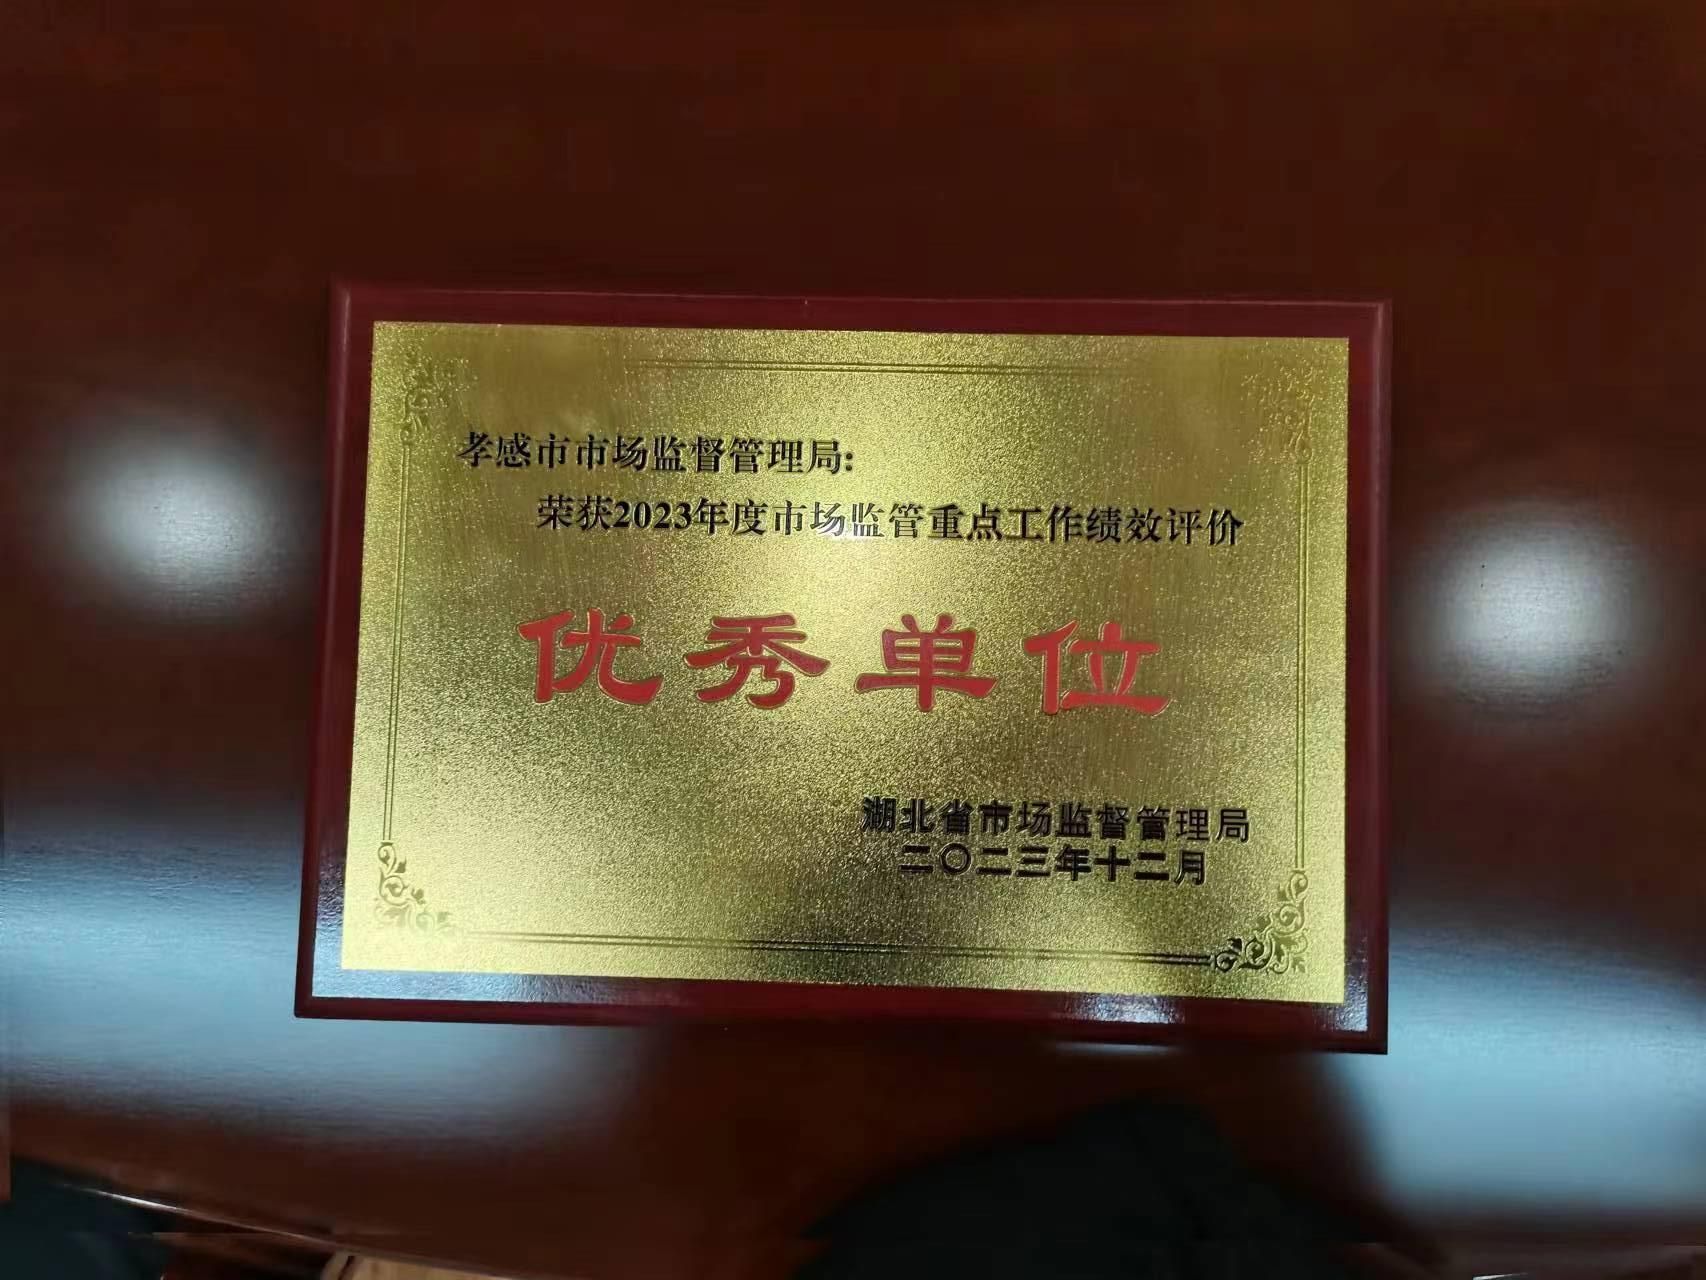 孝感市市场监督管理局:
荣获2023年度市场监管重点工作绩效评价
优秀单位
湖北省市场监督管理局
二〇二三年十二月